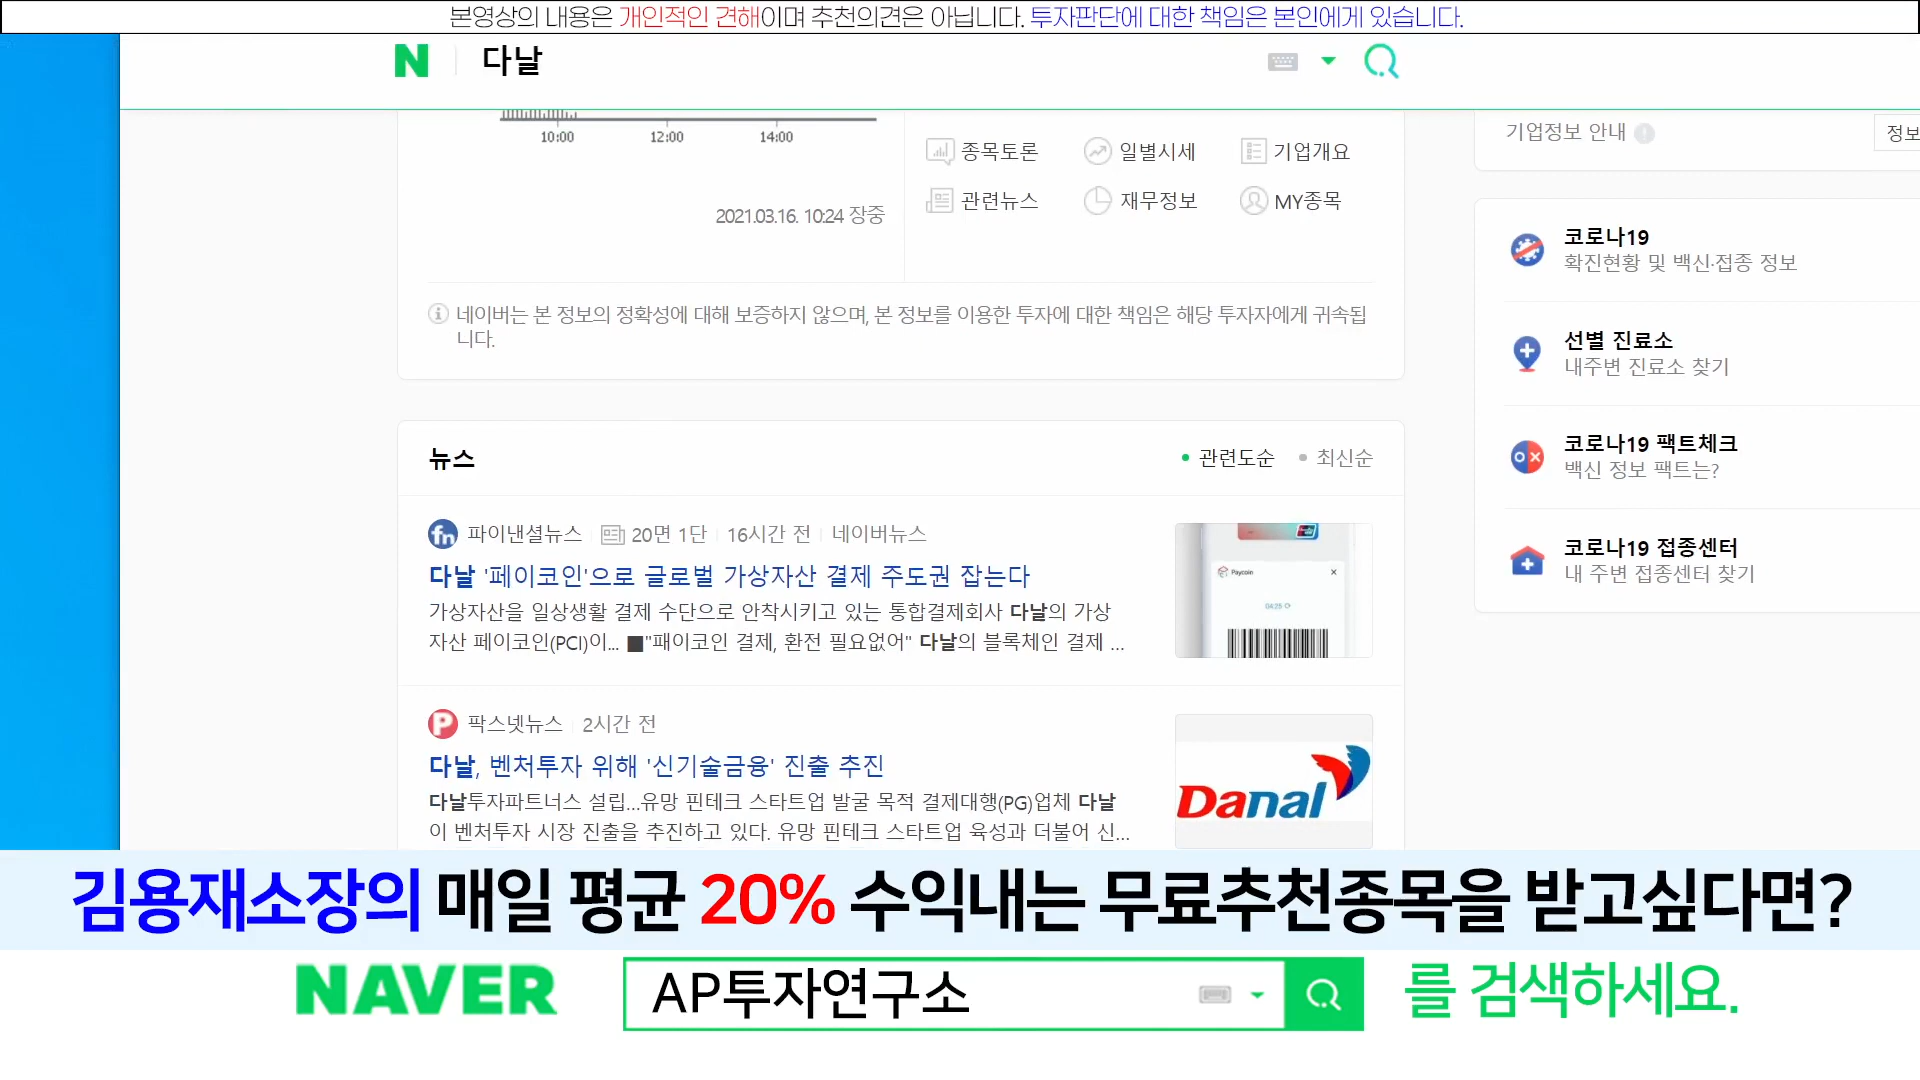 본영상의 내용은 개인적인 견해이며 추천의견은 아닙니다. 투자판단에 대한 책임은 본인에게 있습니다.
N 다날
기업정보 안내
정보
10:00 12:00 14:00
종목토론 일별시세 기업개요
관련뉴스 재무정보 MY종목
2021.03.16. 10:24 장중
네이버는 본 정보의 정확성에 대해 보증하지 않으며, 본 정보를 이용한 투자에 대한 책임은 해당 투자자에게 귀속됩
니다.
코로나19
확진현황 및 백신·접종 정보
선별 진료소
내주변 진료소 찾기
코로나19 팩트체크
백신 정보 팩트는?
코로나19 접종센터
내 주변 접종센터 찾기
뉴스
관련도순 최신순
fn 파이낸셜뉴스 20면 1단 16시간 전 네이버뉴스
다날 '페이코인'으로 글로벌 가상자산 결제 주도권 잡는다
가상자산을 일상생활 결제 수단으로 안착시키고 있는 통합결제회사 다날의 가상
자산 페이코인(PCI)이... ■"패이코인 결제, 환전 필요없어" 다날의 블록체인 결제 ...
Paycoin
P 팍스넷뉴스 2시간 전
다날, 벤처투자 위해 '신기술금융' 진출 추진
다날투자파트너스 설립...유망 핀테크 스타트업 발굴 목적 결제대행(PG)업체 다날
이 벤처투자 시장 진출을 추진하고 있다. 유망 핀테크 스타트업 육성과 더불어 신...
Danal
김용재소장의 매일 평균 20% 수익내는 무료추천종목을 받고싶다면?
NAVER AP투자연구소 를 검색하세요.